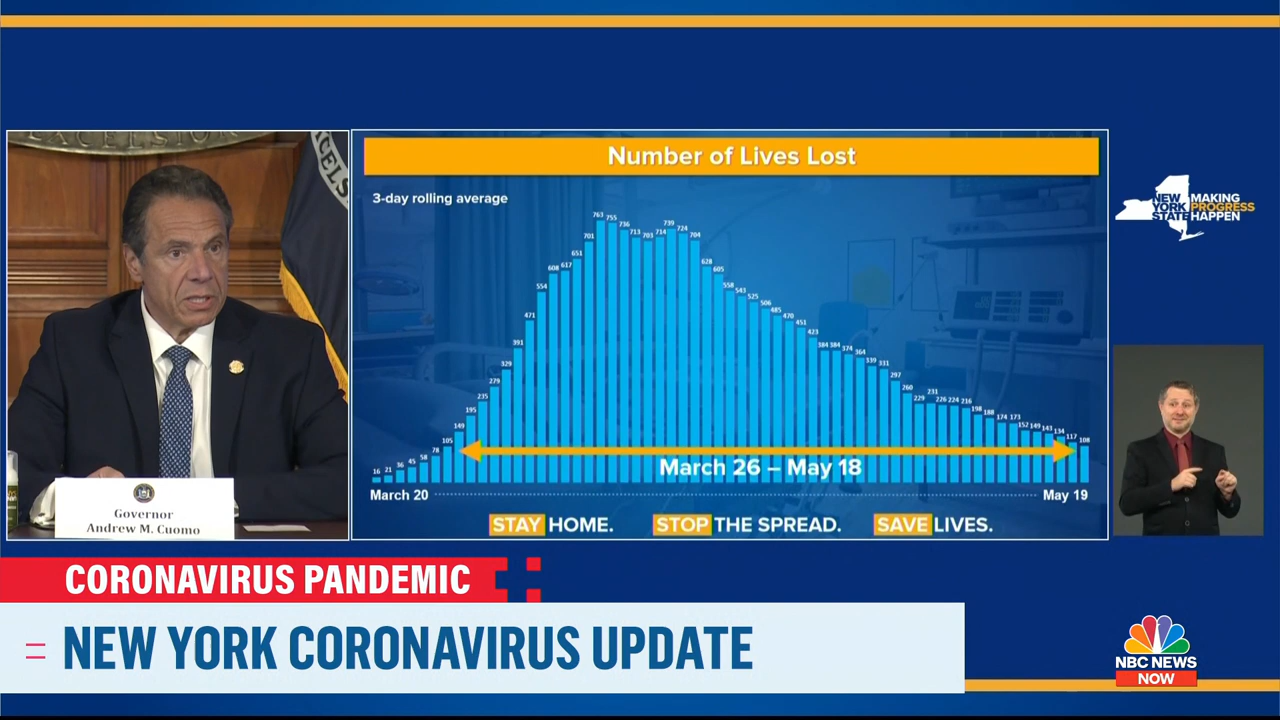 EXCELSIOR
EXCELS
Number of Lives Lost
3-day rolling average
16 21 36 45 58 78 105 149 195 235 279 329 391 471 554 608 617 651 701 763 755 736 713 703 714 739 724 704 628 605 558 543 525 506 485 470 451 423 384 384 374 364 339 331 297 260 229 231 226 224 216 198 188 174 173 152 149 143 134 117 108
March 26 – May 18
March 20
May 19
STAY HOME. STOP THE SPREAD. SAVE LIVES.
NEW YORK STATE
MAKING PROGRESS HAPPEN
Governor
Andrew M. Cuomo
CORONAVIRUS PANDEMIC
NEW YORK CORONAVIRUS UPDATE
NBC NEWS
NOW